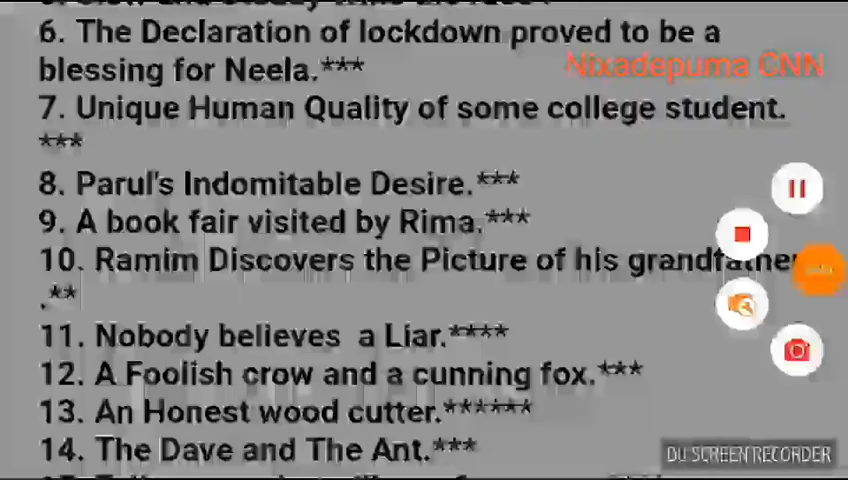 6. The Declaration of lockdown proved to be a
blessing for Neela.***
Nixadepuma CNN
7. Unique Human Quality of some college student.
***
8. Parul's Indomitable Desire.***
9. A book fair visited by Rima.***
10. Ramim Discovers the Picture of his grandfather
.**
11. Nobody believes a Liar.****
12. A Foolish crow and a cunning fox.***
13. An Honest wood cutter.******
14. The Dave and The Ant.***
DU SCREEN RECORDER